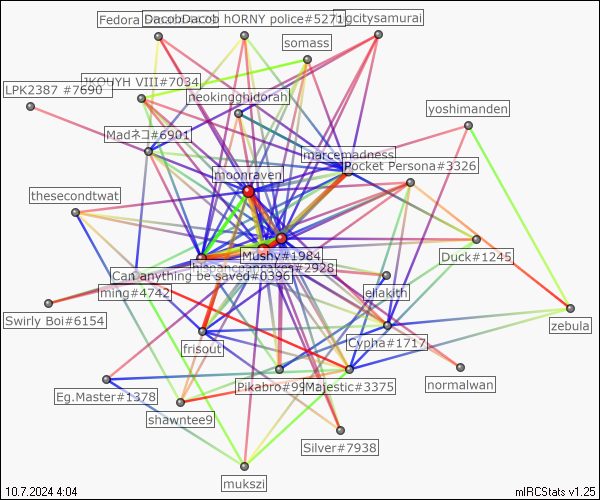 Fedora
DacobDacob hORNY police#5271
bigcitysamurai
somass
JKOUYH VIII#7034
LPK2387 #7690
neokingghidorah
yoshimanden
Madネコ#6901
marcemadness
Pocket Persona#3326
moonraven
thesecondtwat
Mushy#1984
Duck#1245
hispanicpancakes#2928
Can anything be saved#0396
ming#4742
ellakith
Swirly Boi#6154
zebula
Cypha#1717
frisout
Pikabro#99
Majestic#3375
normalwan
Eg.Master#1378
shawntee9
Silver#7938
mukszi
10.7.2024 4:04
mIRCStats v1.25